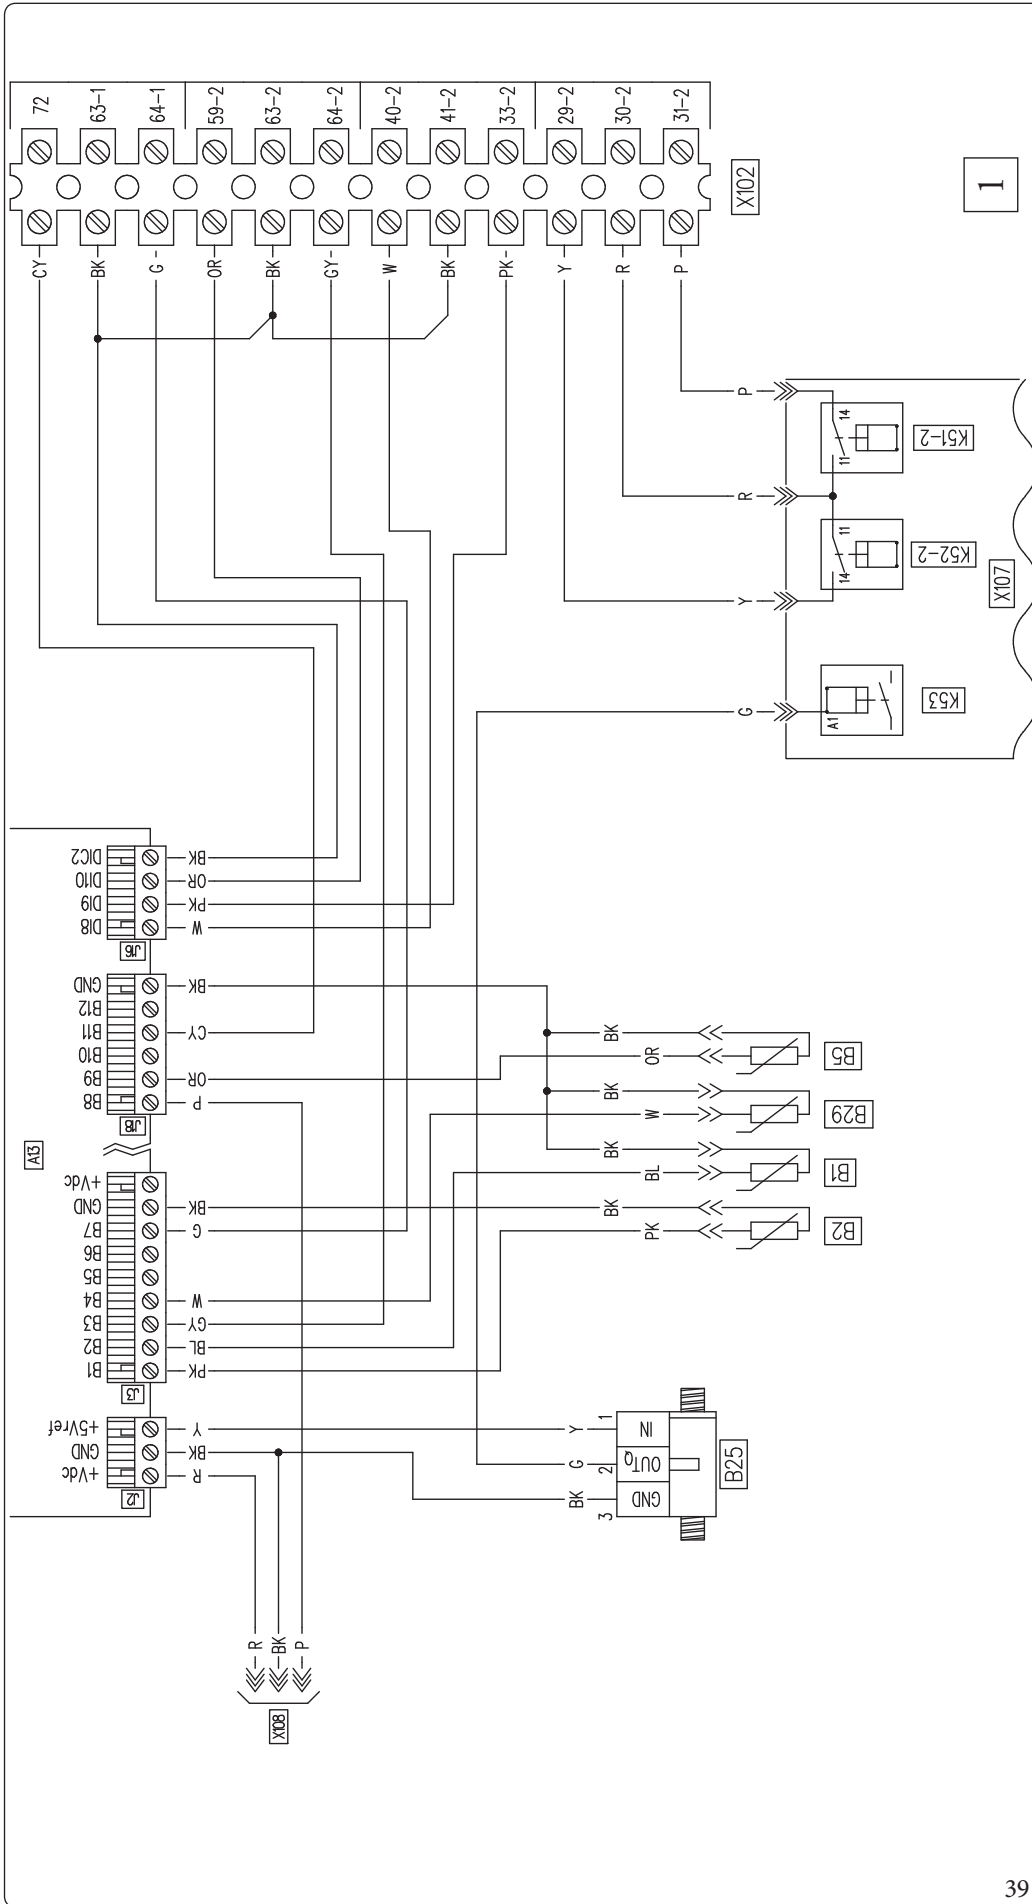 72
63-1
64-1
59-2
63-2
64-2
40-2
41-2
33-2
29-2
30-2
31-2
X102
1
CY
BK
G
OR
BK
GY
W
BK
PK
Y
R
P
P
R
Y
G
14
11
K51-2
11
14
K52-2
X107
A1
K53
DIC2
DI10
DI9
DI8
J16
BK
OR
PK
W
GND
B12
B11
B10
B9
B8
J18
BK
CY
OR
P
A13
+Vdc
GND
B7
B6
B5
B4
B3
B2
B1
J3
BK
G
W
GY
BL
PK
+5Vref
GND
+Vdc
J2
Y
BK
R
BK
OR
B5
BK
W
B29
BK
BL
B1
BK
PK
B2
Y
G
BK
1
2
3
IN
OUTQ
GND
B25
R
BK
P
X108
39